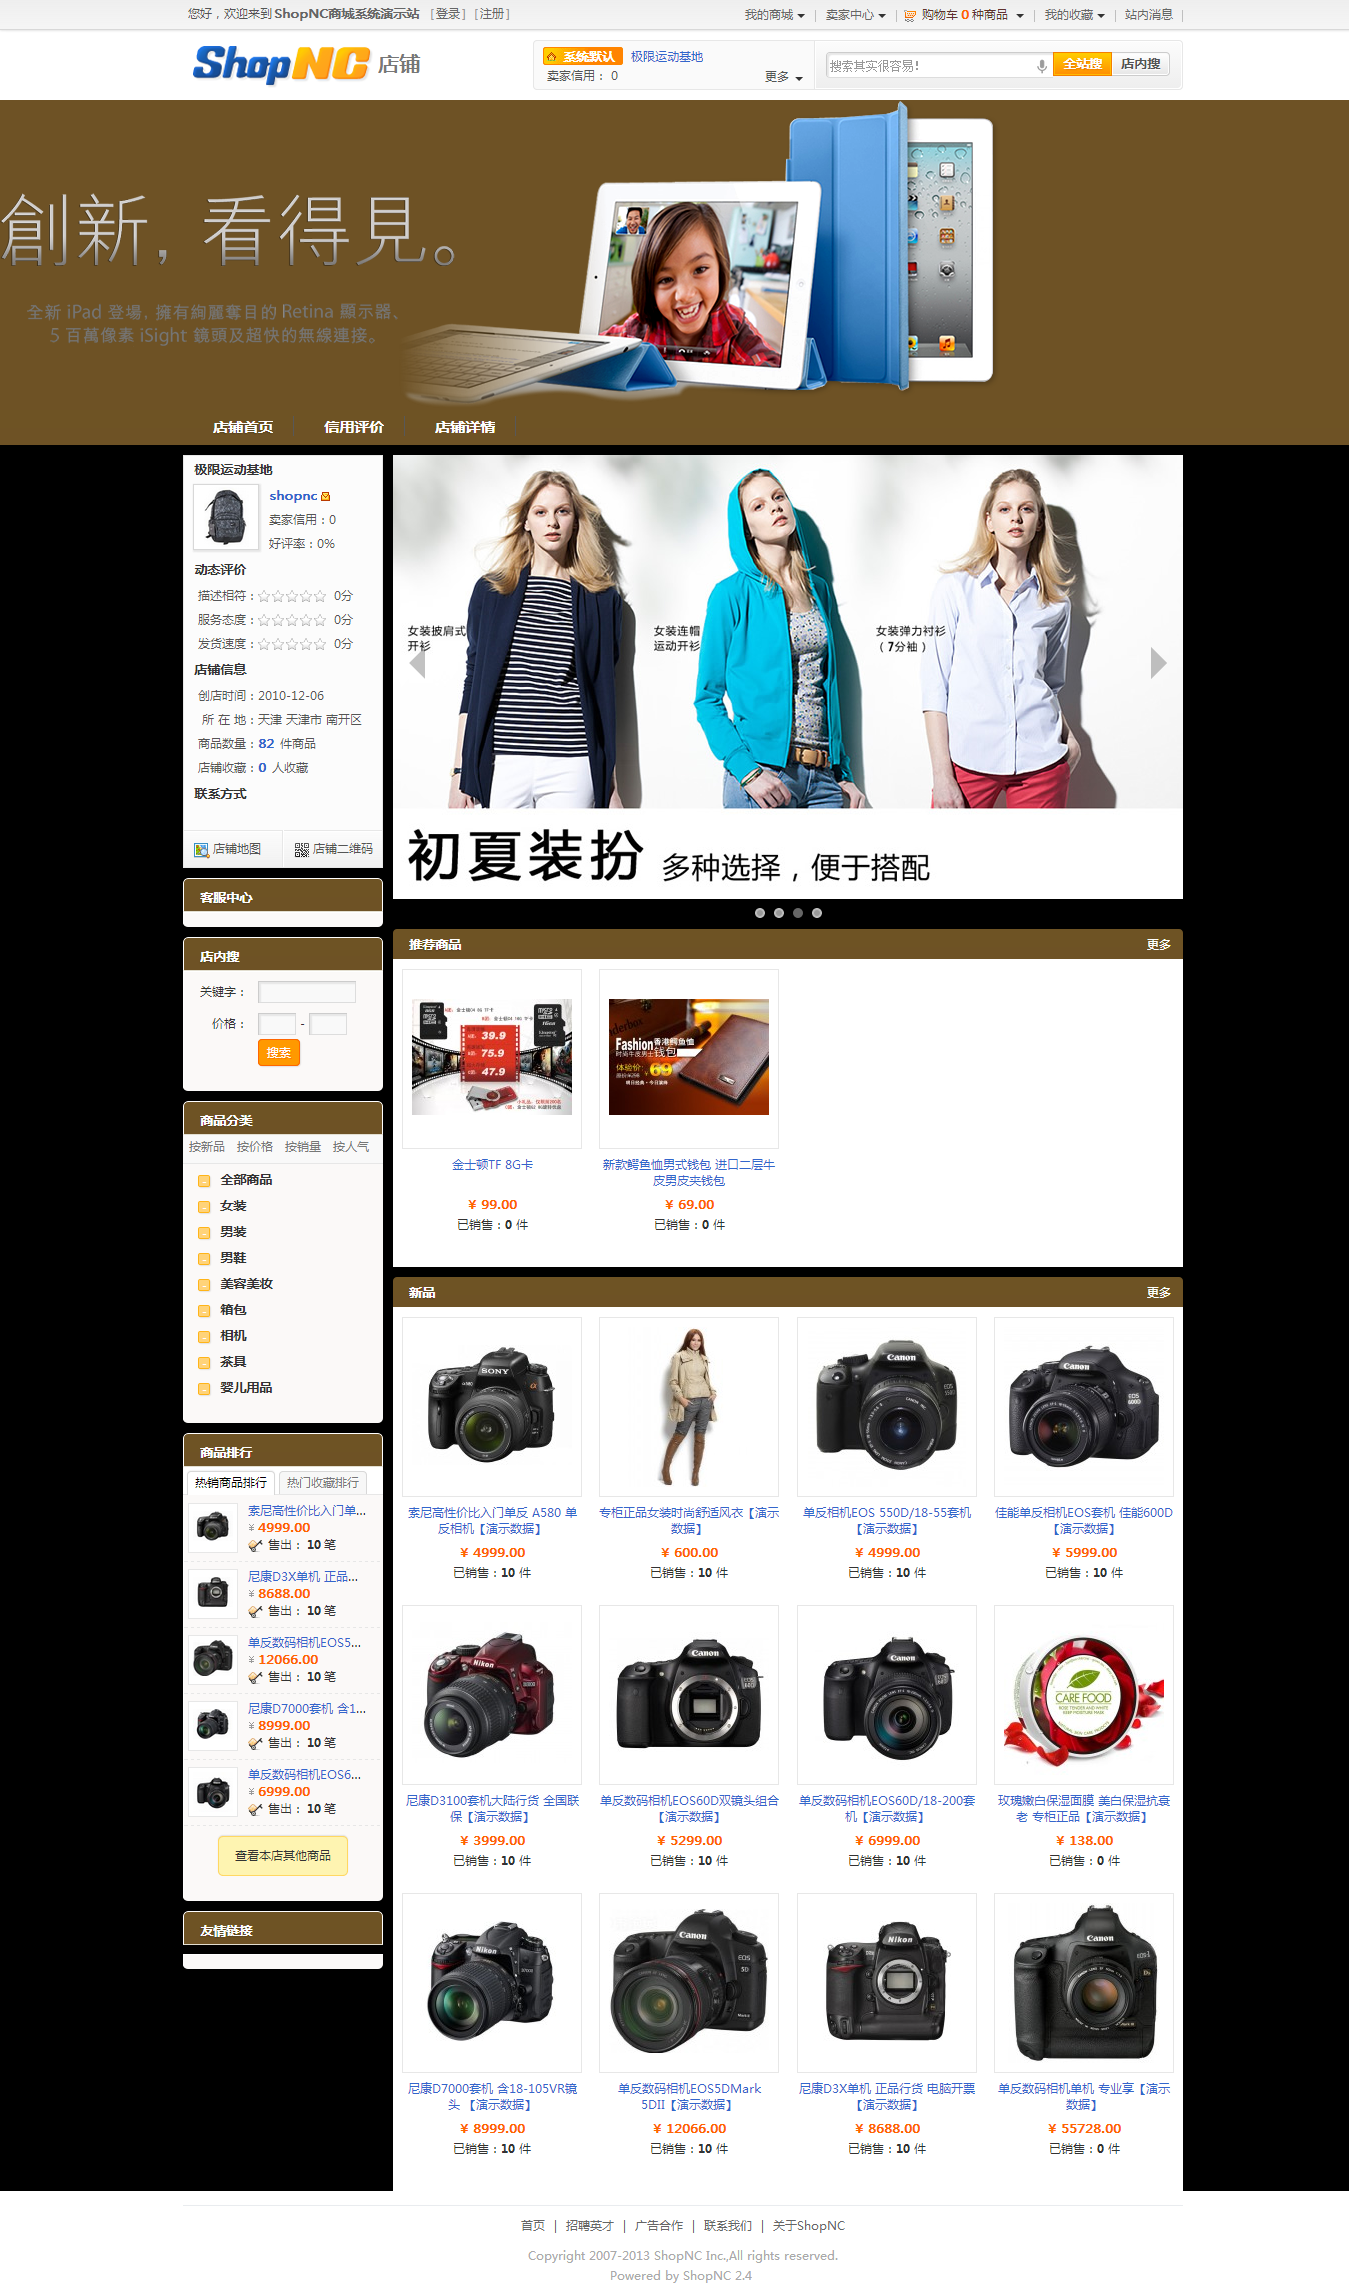 您好，欢迎来到 ShopNC商城系统演示站 [登录] [注册]
我的商城 卖家中心 购物车 0 种商品 我的收藏 站内消息
ShopNC 店铺
系统默认 极限运动基地
卖家信用： 0 更多
搜索其实很容易！ 全站搜 店内搜
創新, 看得見。
全新 iPad 登場, 擁有絢麗奪目的 Retina 顯示器、
5 百萬像素 iSight 鏡頭及超快的無線連接。
店铺首页 信用评价 店铺详情
极限运动基地
shopnc
卖家信用：0
好评率：0%
动态评价
描述相符： 0分
服务态度： 0分
发货速度： 0分
店铺信息
创店时间：2010-12-06
所 在 地：天津 天津市 南开区
商品数量：82 件商品
店铺收藏：0 人收藏
联系方式
店铺地图 店铺二维码
客服中心
店内搜
关键字：
价格： -
搜索
商品分类
按新品 按价格 按销量 按人气
全部商品
女装
男装
男鞋
美容美妆
箱包
相机
茶具
婴儿用品
商品排行
热销商品排行 热门收藏排行
索尼高性价比入门单...
¥ 4999.00
售出： 10 笔
尼康D3X单机 正品...
¥ 8688.00
售出： 10 笔
单反数码相机EOS5...
¥ 12066.00
售出： 10 笔
尼康D7000套机 含1...
¥ 8999.00
售出： 10 笔
单反数码相机EOS6...
¥ 6999.00
售出： 10 笔
查看本店其他商品
友情链接
女装披肩式
开衫
女装连帽
运动开衫
女装弹力衬衫
（7分袖）
初夏装扮 多种选择，便于搭配
推荐商品 更多
39.9
75.9
47.9
Fashion 香港鳄鱼恤
时尚牛皮男士钱包
体验价: 69
金士顿TF 8G卡
¥ 99.00
已销售：0 件
新款鳄鱼恤男式钱包 进口二层牛
皮男皮夹钱包
¥ 69.00
已销售：0 件
新品 更多
SONY
Canon
Canon
EOS
600D
索尼高性价比入门单反 A580 单
反相机【演示数据】
¥ 4999.00
已销售：10 件
专柜正品女装时尚舒适风衣【演示
数据】
¥ 600.00
已销售：10 件
单反相机EOS 550D/18-55套机
【演示数据】
¥ 4999.00
已销售：10 件
佳能单反相机EOS套机 佳能600D
【演示数据】
¥ 5999.00
已销售：10 件
Nikon
Canon
Canon
CARE FOOD
尼康D3100套机大陆行货 全国联
保【演示数据】
¥ 3999.00
已销售：10 件
单反数码相机EOS60D双镜头组合
【演示数据】
¥ 5299.00
已销售：10 件
单反数码相机EOS60D/18-200套
机【演示数据】
¥ 6999.00
已销售：10 件
玫瑰嫩白保湿面膜 美白保湿抗衰
老 专柜正品【演示数据】
¥ 138.00
已销售：0 件
Nikon
Canon
EOS
5D
Nikon
Canon
尼康D7000套机 含18-105VR镜
头 【演示数据】
¥ 8999.00
已销售：10 件
单反数码相机EOS5DMark
5DII【演示数据】
¥ 12066.00
已销售：10 件
尼康D3X单机 正品行货 电脑开票
【演示数据】
¥ 8688.00
已销售：10 件
单反数码相机单机 专业享【演示
数据】
¥ 55728.00
已销售：0 件
首页 | 招聘英才 | 广告合作 | 联系我们 | 关于ShopNC
Copyright 2007-2013 ShopNC Inc.,All rights reserved.
Powered by ShopNC 2.4